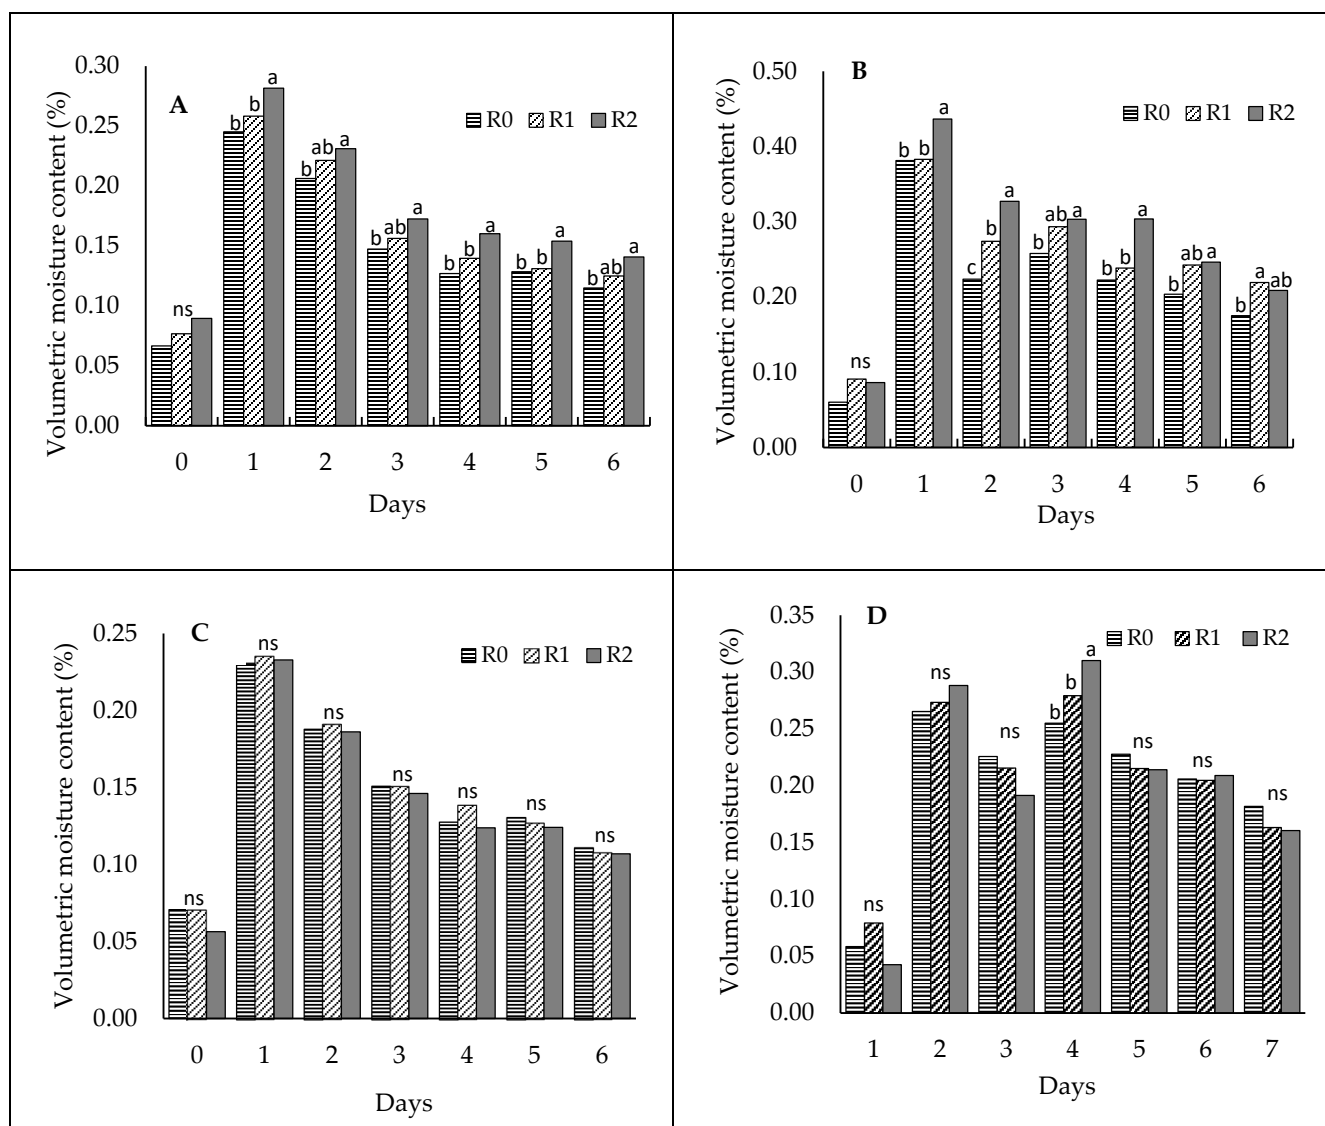 A
R0 R1 R2
Volumetric moisture content (%)
0.30
0.25
0.20
0.15
0.10
0.05
0.00
ns
b b a
b ab a
b ab a
b b a
b b a
b ab a
0 1 2 3 4 5 6
Days
B
R0 R1 R2
Volumetric moisture content (%)
0.50
0.40
0.30
0.20
0.10
0.00
ns
b b a
c b a
b ab a
b b a
b ab a
b a ab
0 1 2 3 4 5 6
Days
C
R0 R1 R2
Volumetric moisture content (%)
0.25
0.20
0.15
0.10
0.05
0.00
ns ns ns ns ns ns ns
0 1 2 3 4 5 6
Days
D
R0 R1 R2
Volumetric moisture content (%)
0.35
0.30
0.25
0.20
0.15
0.10
0.05
0.00
ns ns ns b b a ns ns ns
1 2 3 4 5 6 7
Days